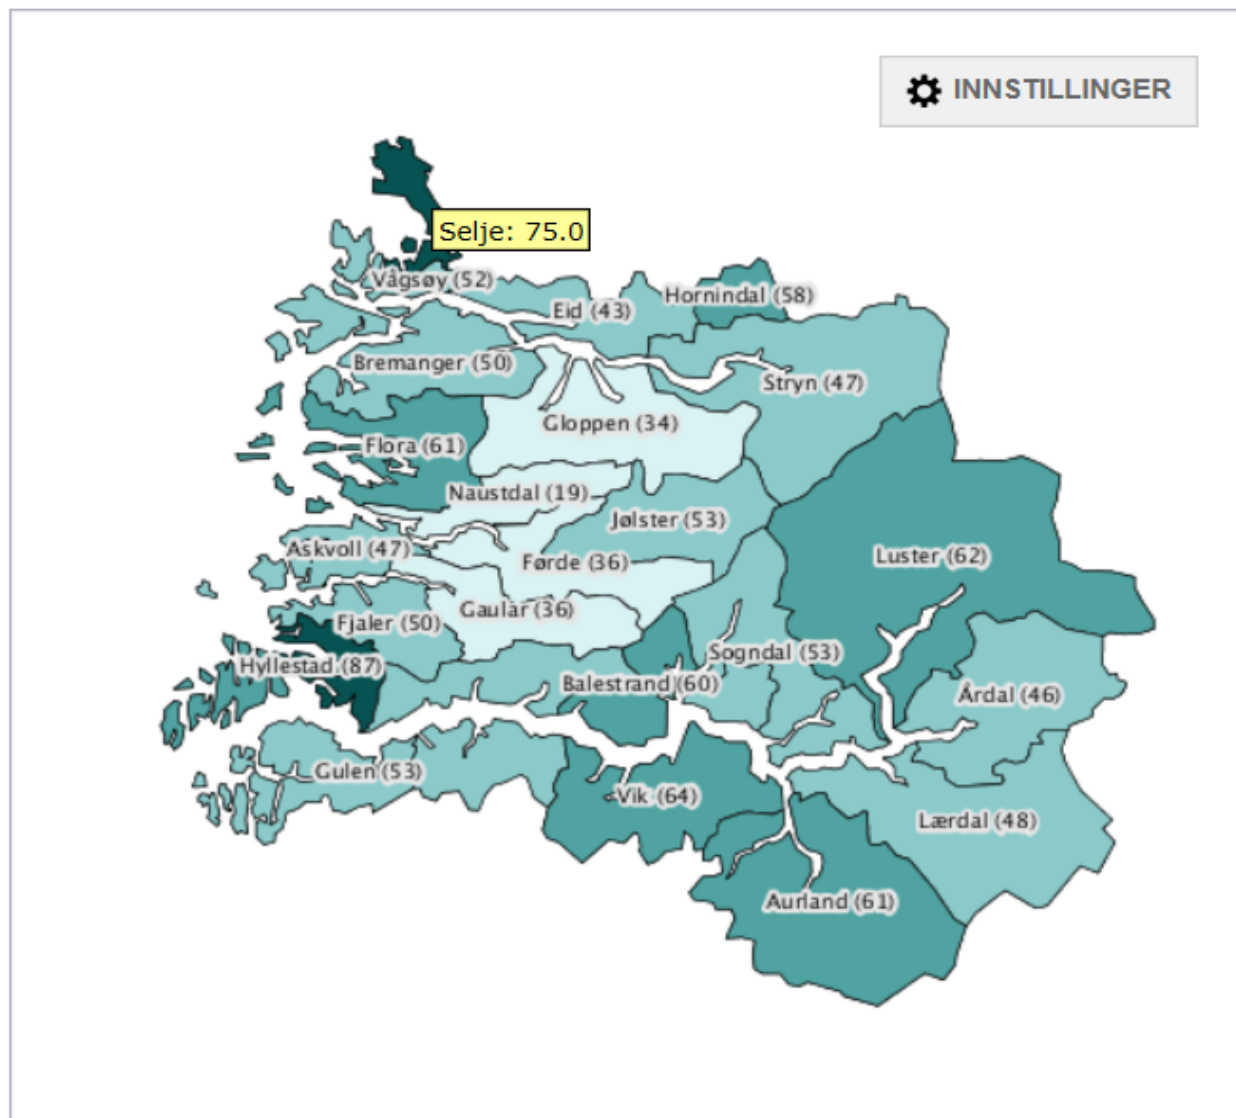 INNSTILLINGER
Selje: 75.0
Vågsøy (52)
Hornindal (58)
Eid (43)
Bremanger (50)
Stryn (47)
Gloppen (34)
Flora (61)
Naustdal (19)
Jølster (53)
Askvoll (47)
Førde (36)
Luster (62)
Gaular (36)
Fjaler (50)
Sogndal (53)
Hyllestad (87)
Balestrand (60)
Årdal (46)
Gulen (53)
Vik (64)
Lærdal (48)
Aurland (61)